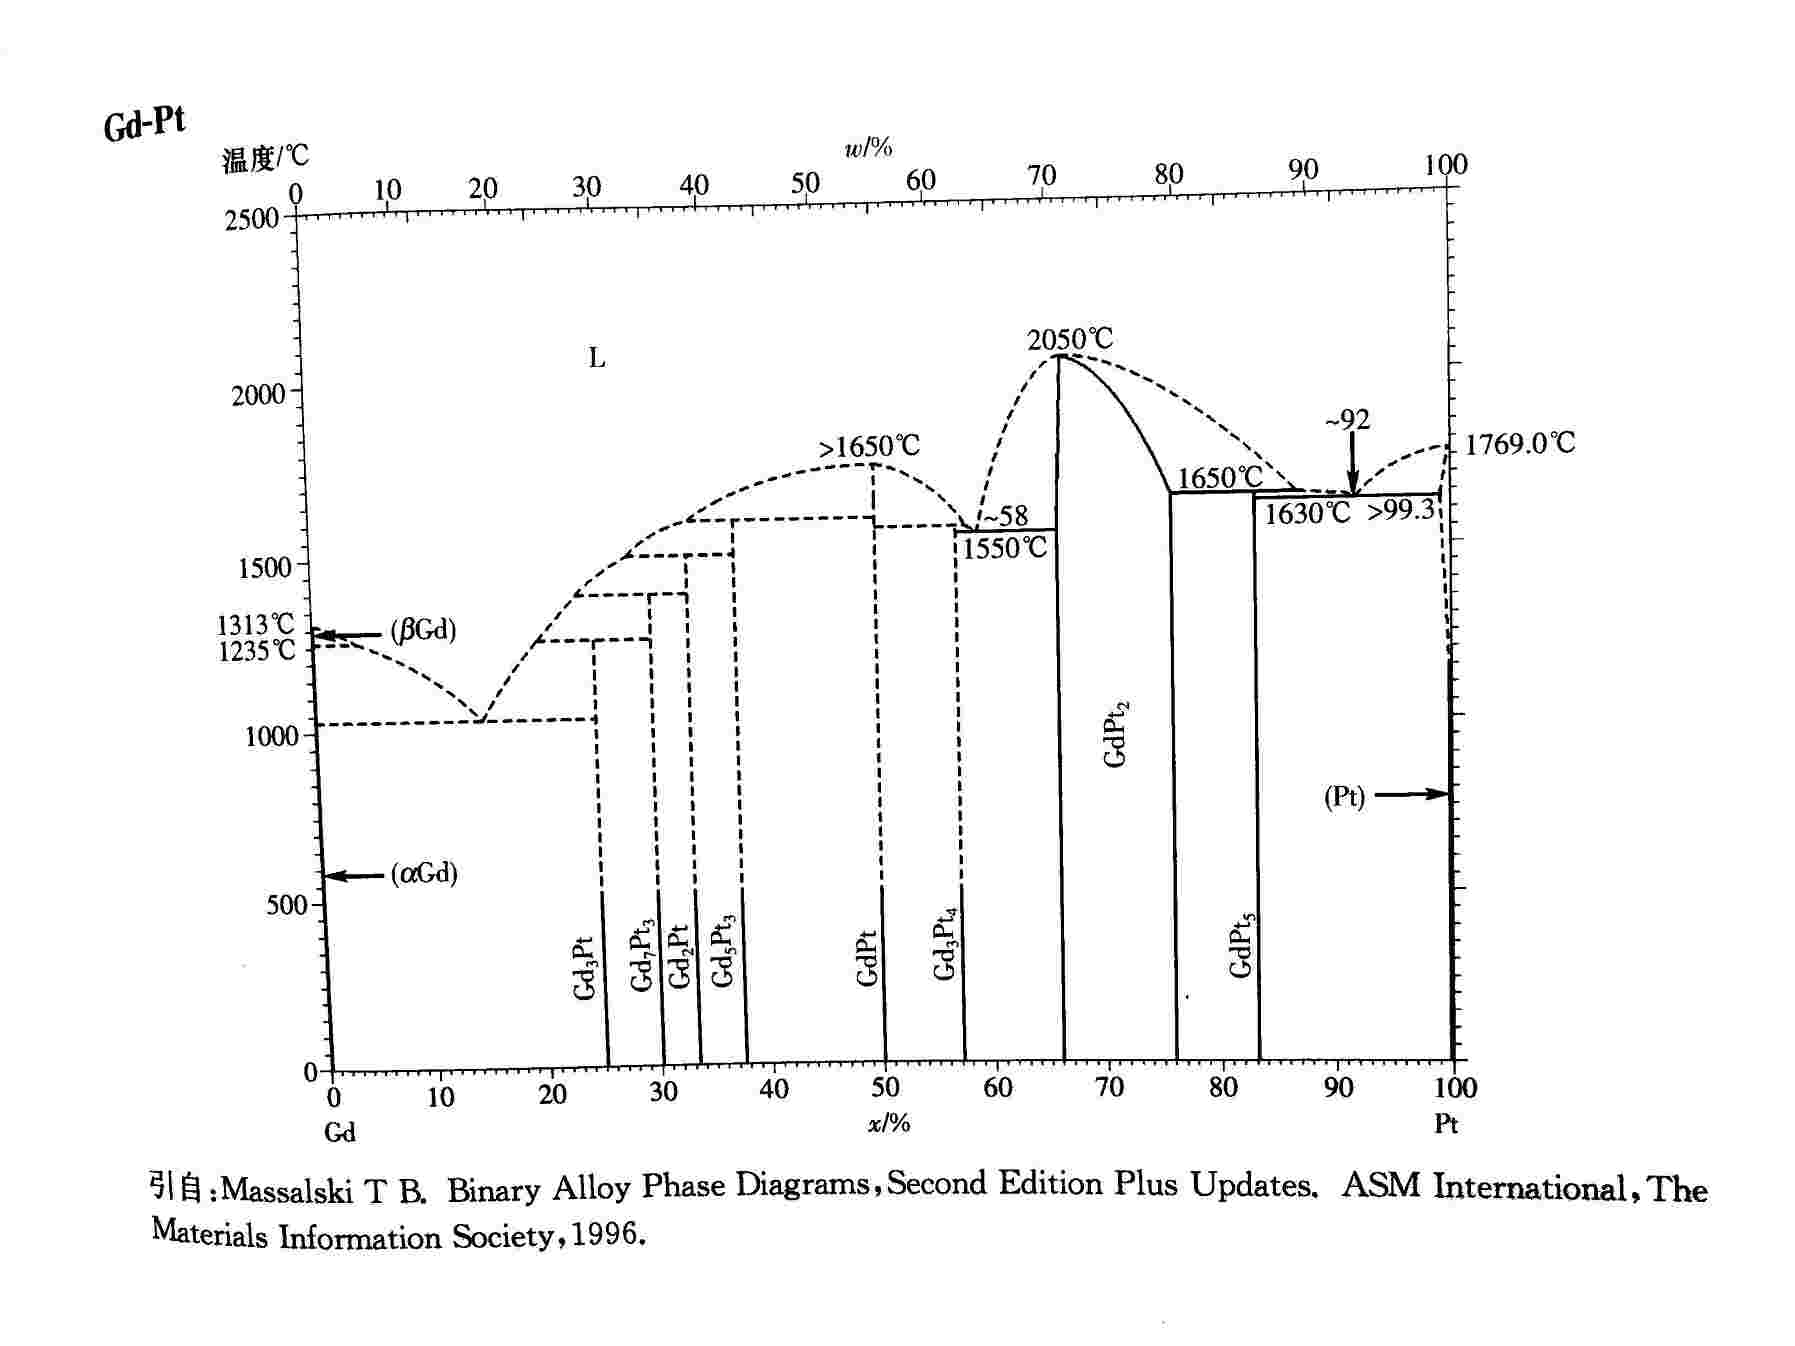 Gd-Pt
温度/℃
w/%
0 10 20 30 40 50 60 70 80 90 100
2500
2050℃
L
2000
~92
>1650℃
1769.0℃
1650℃
~58
1630℃ >99.3
1550℃
1500
1313℃
(βGd)
1235℃
1000
GdPt₂
(Pt)
(αGd)
500
Gd₃Pt
Gd₇Pt₃
Gd₂Pt
Gd₅Pt₃
GdPt
Gd₃Pt₄
GdPt₅
0
0 10 20 30 40 50 60 70 80 90 100
Gd
x/%
Pt
引自:Massalski T B. Binary Alloy Phase Diagrams,Second Edition Plus Updates. ASM International,The
Materials Information Society,1996.